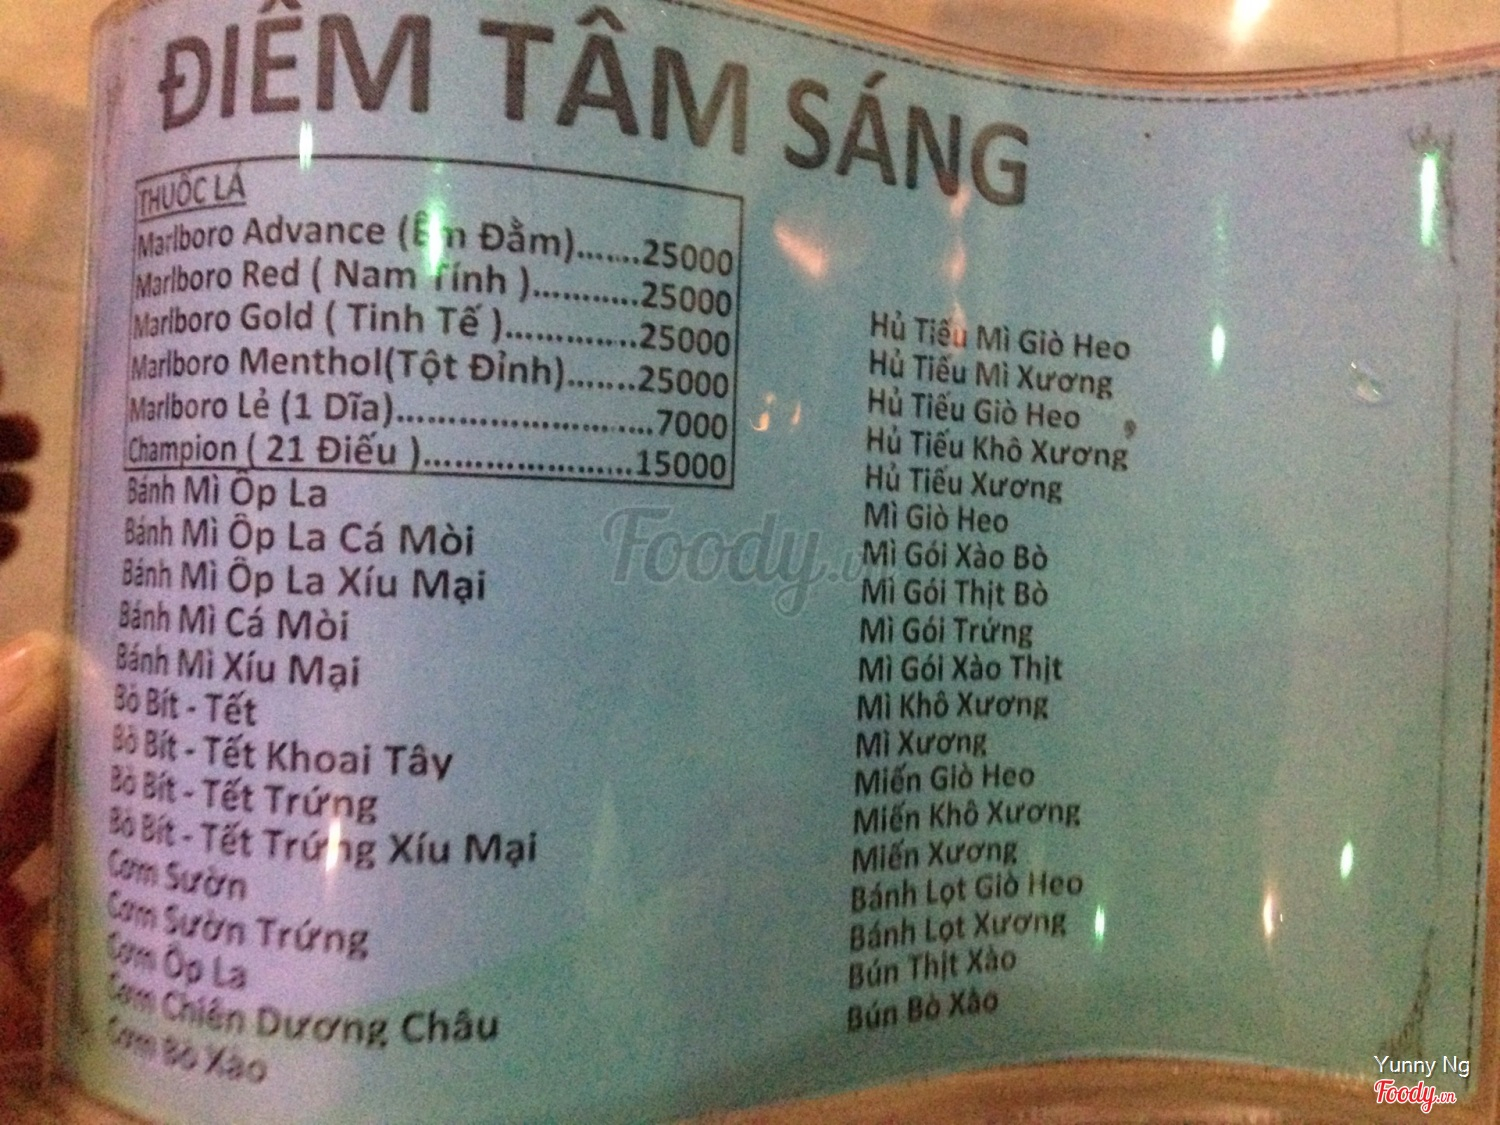 ĐIỂM TÂM SÁNG
THUỐC LÁ
Marlboro Advance (Êm Đằm).......25000
Marlboro Red ( Nam Tính )...........25000
Marlboro Gold ( Tinh Tế )..............25000
Marlboro Menthol(Tột Đỉnh).......25000
Marlboro Lẻ (1 Dĩa)...........................7000
Champion ( 21 Điếu )......................15000
Bánh Mì Ốp La
Bánh Mì Ốp La Cá Mòi
Bánh Mì Ốp La Xíu Mại
Bánh Mì Cá Mòi
Bánh Mì Xíu Mại
Bò Bít - Tết
Bò Bít - Tết Khoai Tây
Bò Bít - Tết Trứng
Bò Bít - Tết Trứng Xíu Mại
Cơm Sườn
Cơm Sườn Trứng
Cơm Ốp La
Cơm Chiên Dương Châu
Cơm Bò Xào
Hủ Tiếu Mì Giò Heo
Hủ Tiếu Mì Xương
Hủ Tiếu Giò Heo
Hủ Tiếu Khô Xương
Hủ Tiếu Xương
Mì Giò Heo
Mì Gói Xào Bò
Mì Gói Thịt Bò
Mì Gói Trứng
Mì Gói Xào Thịt
Mì Khô Xương
Mì Xương
Miến Giò Heo
Miến Khô Xương
Miến Xương
Bánh Lọt Giò Heo
Bánh Lọt Xương
Bún Thịt Xào
Bún Bò Xào
Foody.vn
Yunny Ng
Foody.vn